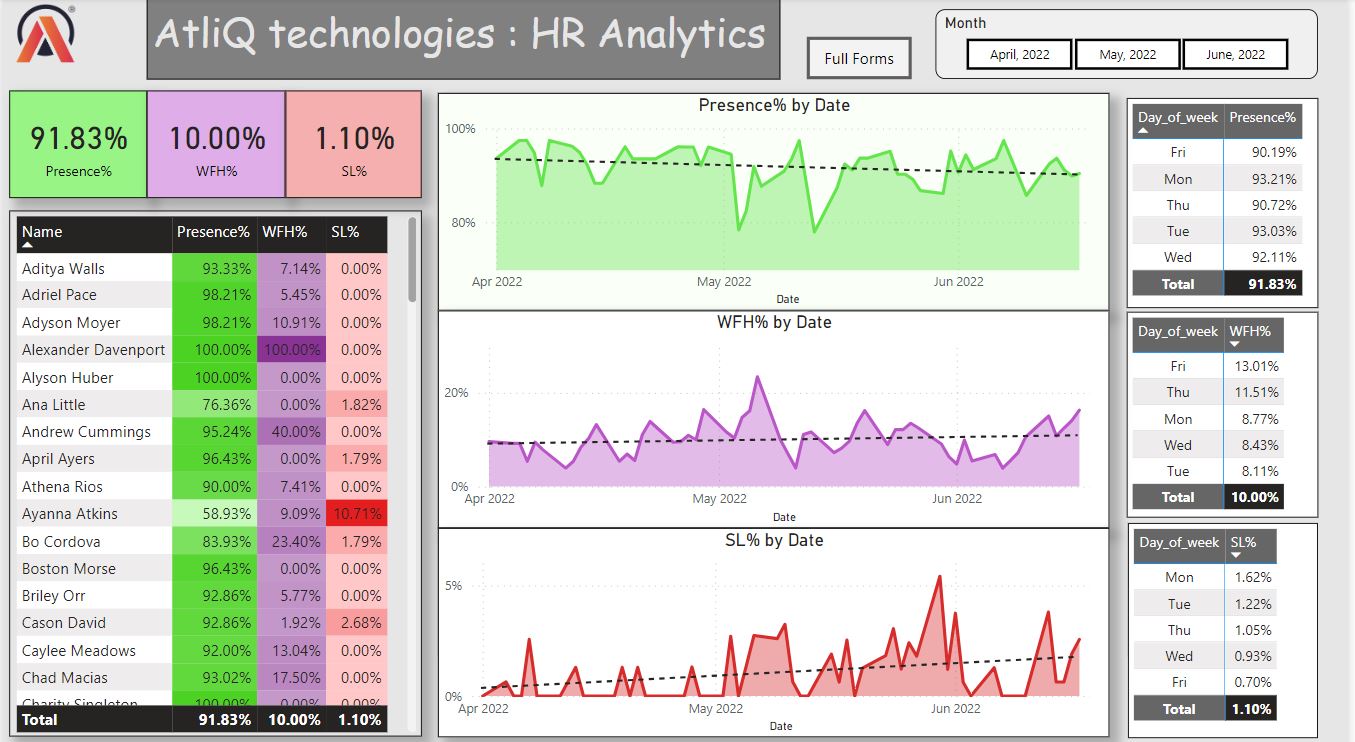 AtliQ technologies : HR Analytics
Full Forms
Month
April, 2022 May, 2022 June, 2022
91.83% 10.00% 1.10%
Presence% WFH% SL%
Name Presence% WFH% SL%
Aditya Walls 93.33% 7.14% 0.00%
Adriel Pace 98.21% 5.45% 0.00%
Adyson Moyer 98.21% 10.91% 0.00%
Alexander Davenport 100.00% 100.00% 0.00%
Alyson Huber 100.00% 0.00% 0.00%
Ana Little 76.36% 0.00% 1.82%
Andrew Cummings 95.24% 40.00% 0.00%
April Ayers 96.43% 0.00% 1.79%
Athena Rios 90.00% 7.41% 0.00%
Ayanna Atkins 58.93% 9.09% 10.71%
Bo Cordova 83.93% 23.40% 1.79%
Boston Morse 96.43% 0.00% 0.00%
Briley Orr 92.86% 5.77% 0.00%
Cason David 92.86% 1.92% 2.68%
Caylee Meadows 92.00% 13.04% 0.00%
Chad Macias 93.02% 17.50% 0.00%
Charity Singleton 100.00% 0.00% 0.00%
Total 91.83% 10.00% 1.10%
Presence% by Date
100%
80%
Apr 2022 May 2022 Jun 2022
Date
WFH% by Date
20%
0%
Apr 2022 May 2022 Jun 2022
Date
SL% by Date
5%
0%
Apr 2022 May 2022 Jun 2022
Date
Day_of_week Presence%
Fri 90.19%
Mon 93.21%
Thu 90.72%
Tue 93.03%
Wed 92.11%
Total 91.83%
Day_of_week WFH%
Fri 13.01%
Thu 11.51%
Mon 8.77%
Wed 8.43%
Tue 8.11%
Total 10.00%
Day_of_week SL%
Mon 1.62%
Tue 1.22%
Thu 1.05%
Wed 0.93%
Fri 0.70%
Total 1.10%